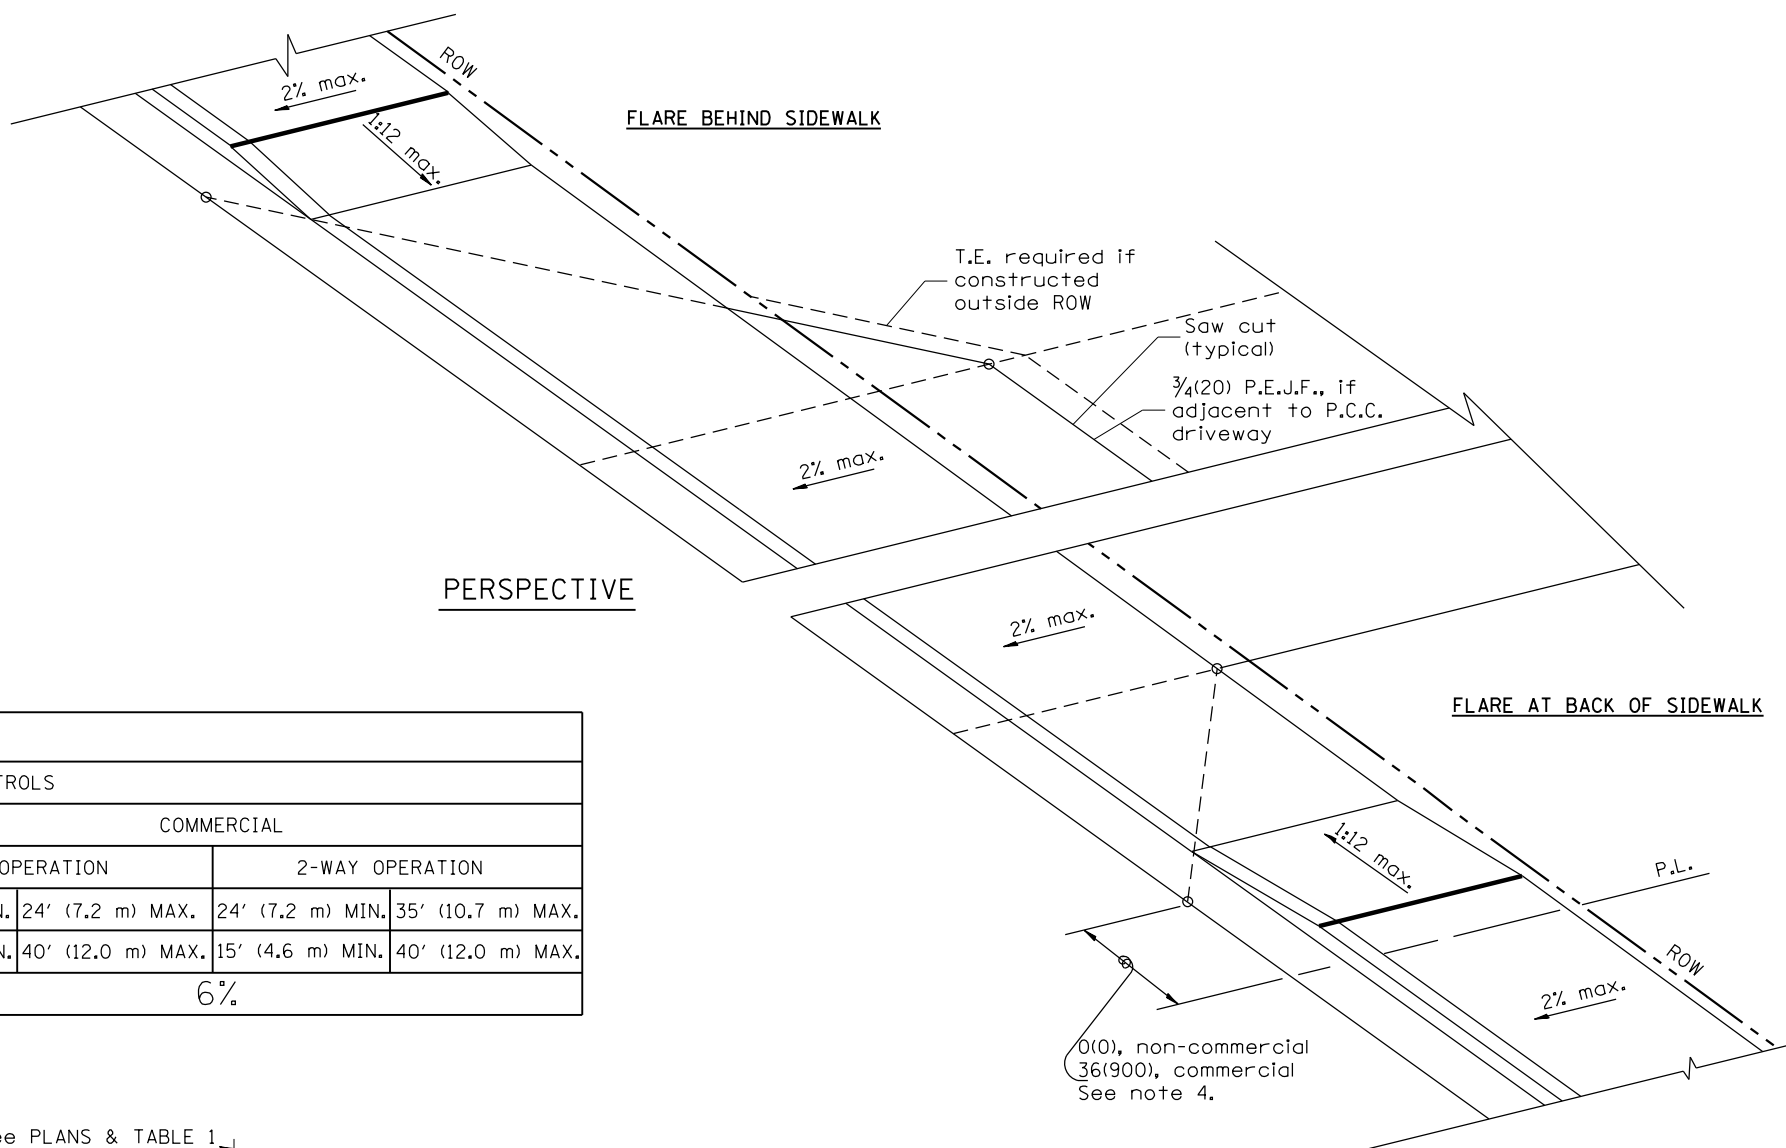 ROW
2% max.
1:12 max.
FLARE BEHIND SIDEWALK
T.E. required if
constructed
outside ROW
Saw cut
(typical)
¾(20) P.E.J.F., if
adjacent to P.C.C.
driveway
2% max.
PERSPECTIVE
2% max.
FLARE AT BACK OF SIDEWALK
1:12 max.
P.L.
ROW
2% max.
0(0), non-commercial
36(900), commercial
See note 4.
TROLS
COMMERCIAL
OPERATION 2-WAY OPERATION
N. 24' (7.2 m) MAX. 24' (7.2 m) MIN. 35' (10.7 m) MAX.
N. 40' (12.0 m) MAX. 15' (4.6 m) MIN. 40' (12.0 m) MAX.
6%
ee PLANS & TABLE 1